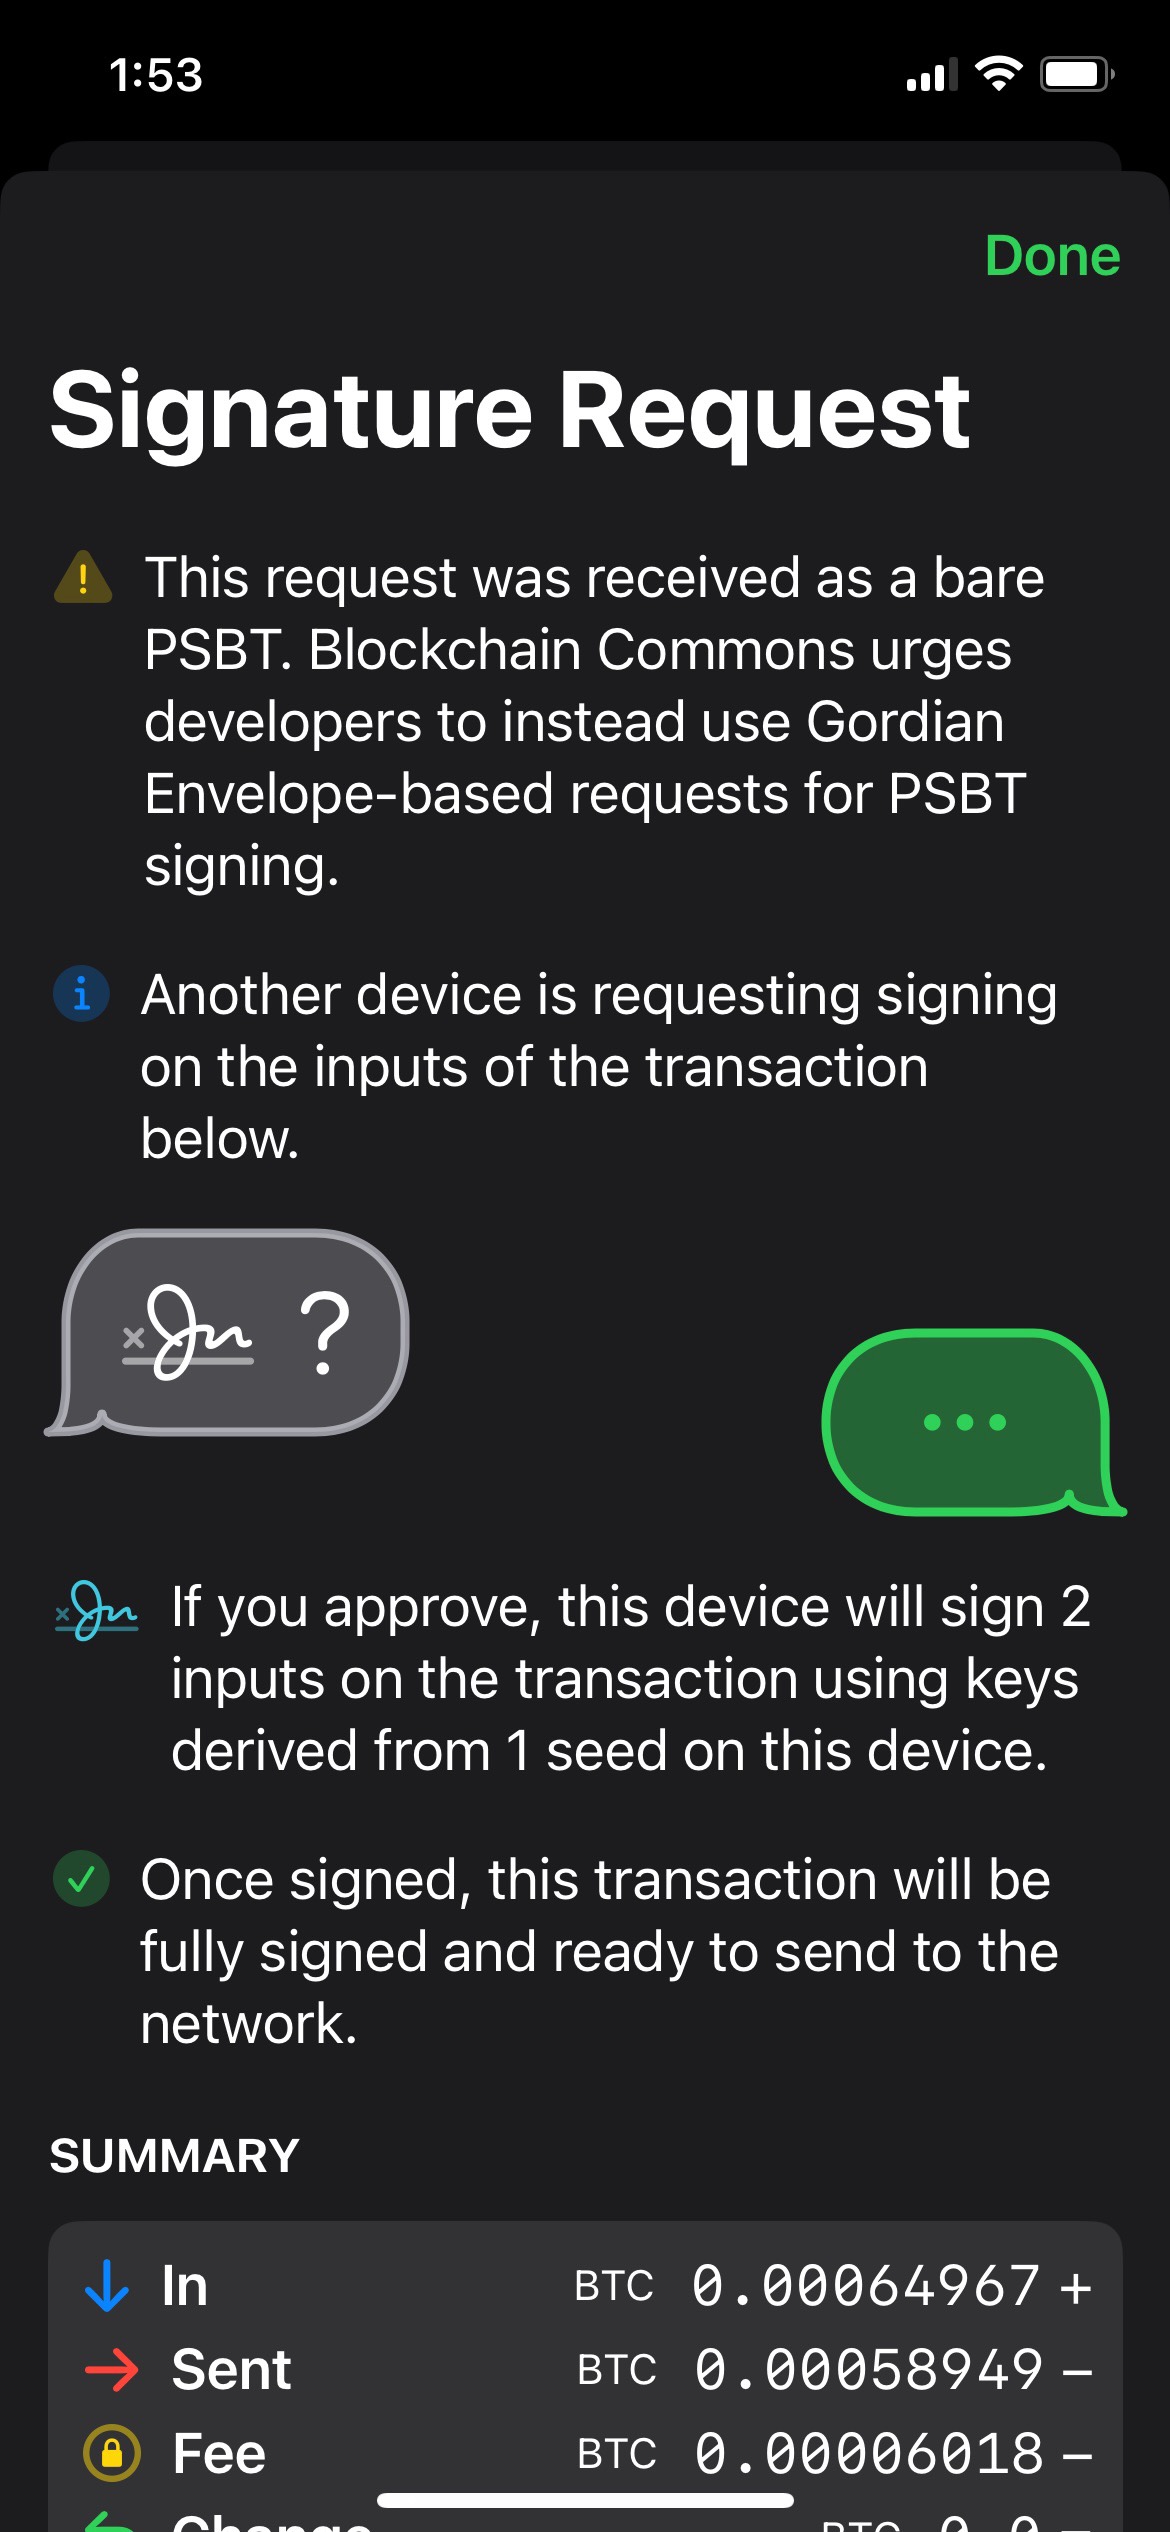 1:53
Done
Signature Request
This request was received as a bare
PSBT. Blockchain Commons urges
developers to instead use Gordian
Envelope-based requests for PSBT
signing.
Another device is requesting signing
on the inputs of the transaction
below.
?
If you approve, this device will sign 2
inputs on the transaction using keys
derived from 1 seed on this device.
Once signed, this transaction will be
fully signed and ready to send to the
network.
SUMMARY
In BTC 0.00064967 +
Sent BTC 0.00058949 −
Fee BTC 0.00006018 −
Change BTC 0.0 −